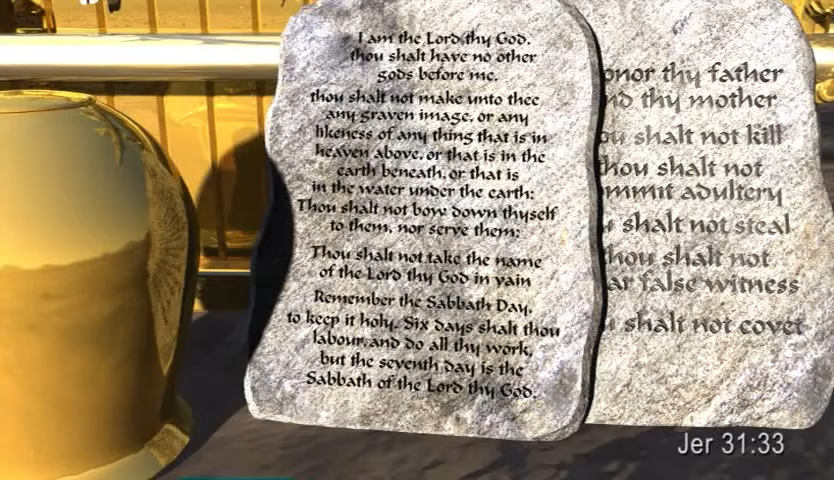 I am the Lord thy God.
thou shalt have no other
gods before me.
thou shalt not make unto thee
any graven image, or any
likeness of any thing that is in
heaven above, or that is in the
earth beneath, or that is
in the water under the earth:
Thou shalt not bow down thyself
to them, nor serve them:
Thou shalt not take the name
of the Lord thy God in vain
Remember the Sabbath Day,
to keep it holy. Six days shalt thou
labour, and do all thy work,
but the seventh day is the
Sabbath of the Lord thy God.
onor thy father
nd thy mother
ou shalt not kill
hou shalt not
ommit adultery
u shalt not steal
hou shalt not
ar false witness
u shalt not covet
Jer 31:33